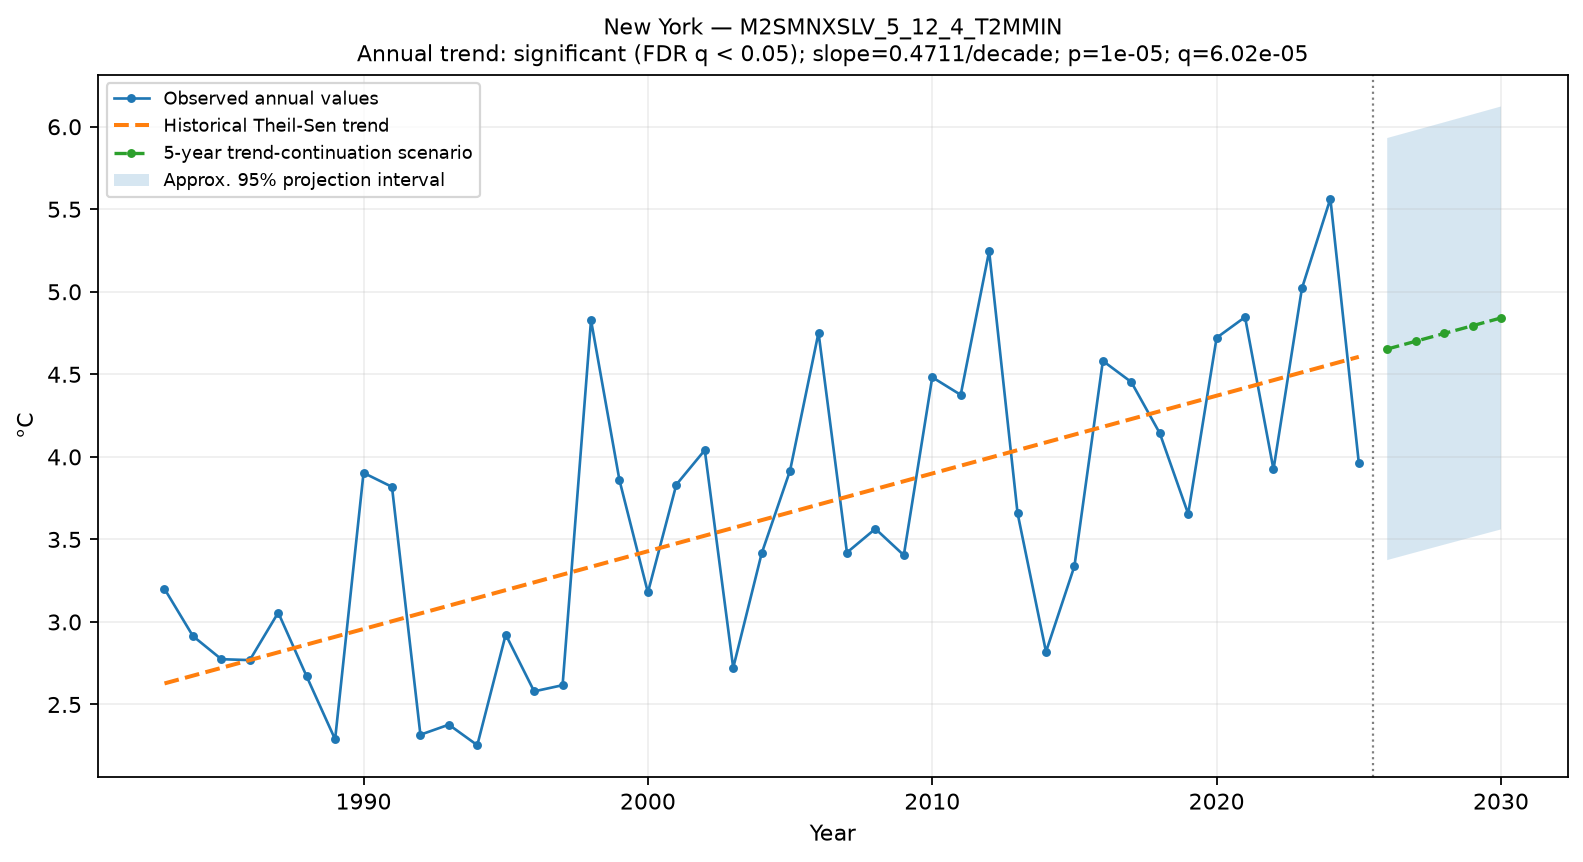 New York — M2SMNXSLV_5_12_4_T2MMIN
Annual trend: significant (FDR q < 0.05); slope=0.4711/decade; p=1e-05; q=6.02e-05
Observed annual values
Historical Theil-Sen trend
5-year trend-continuation scenario
Approx. 95% projection interval
6.0
5.5
5.0
4.5
4.0
3.5
3.0
2.5
°C
1990
2000
2010
2020
2030
Year